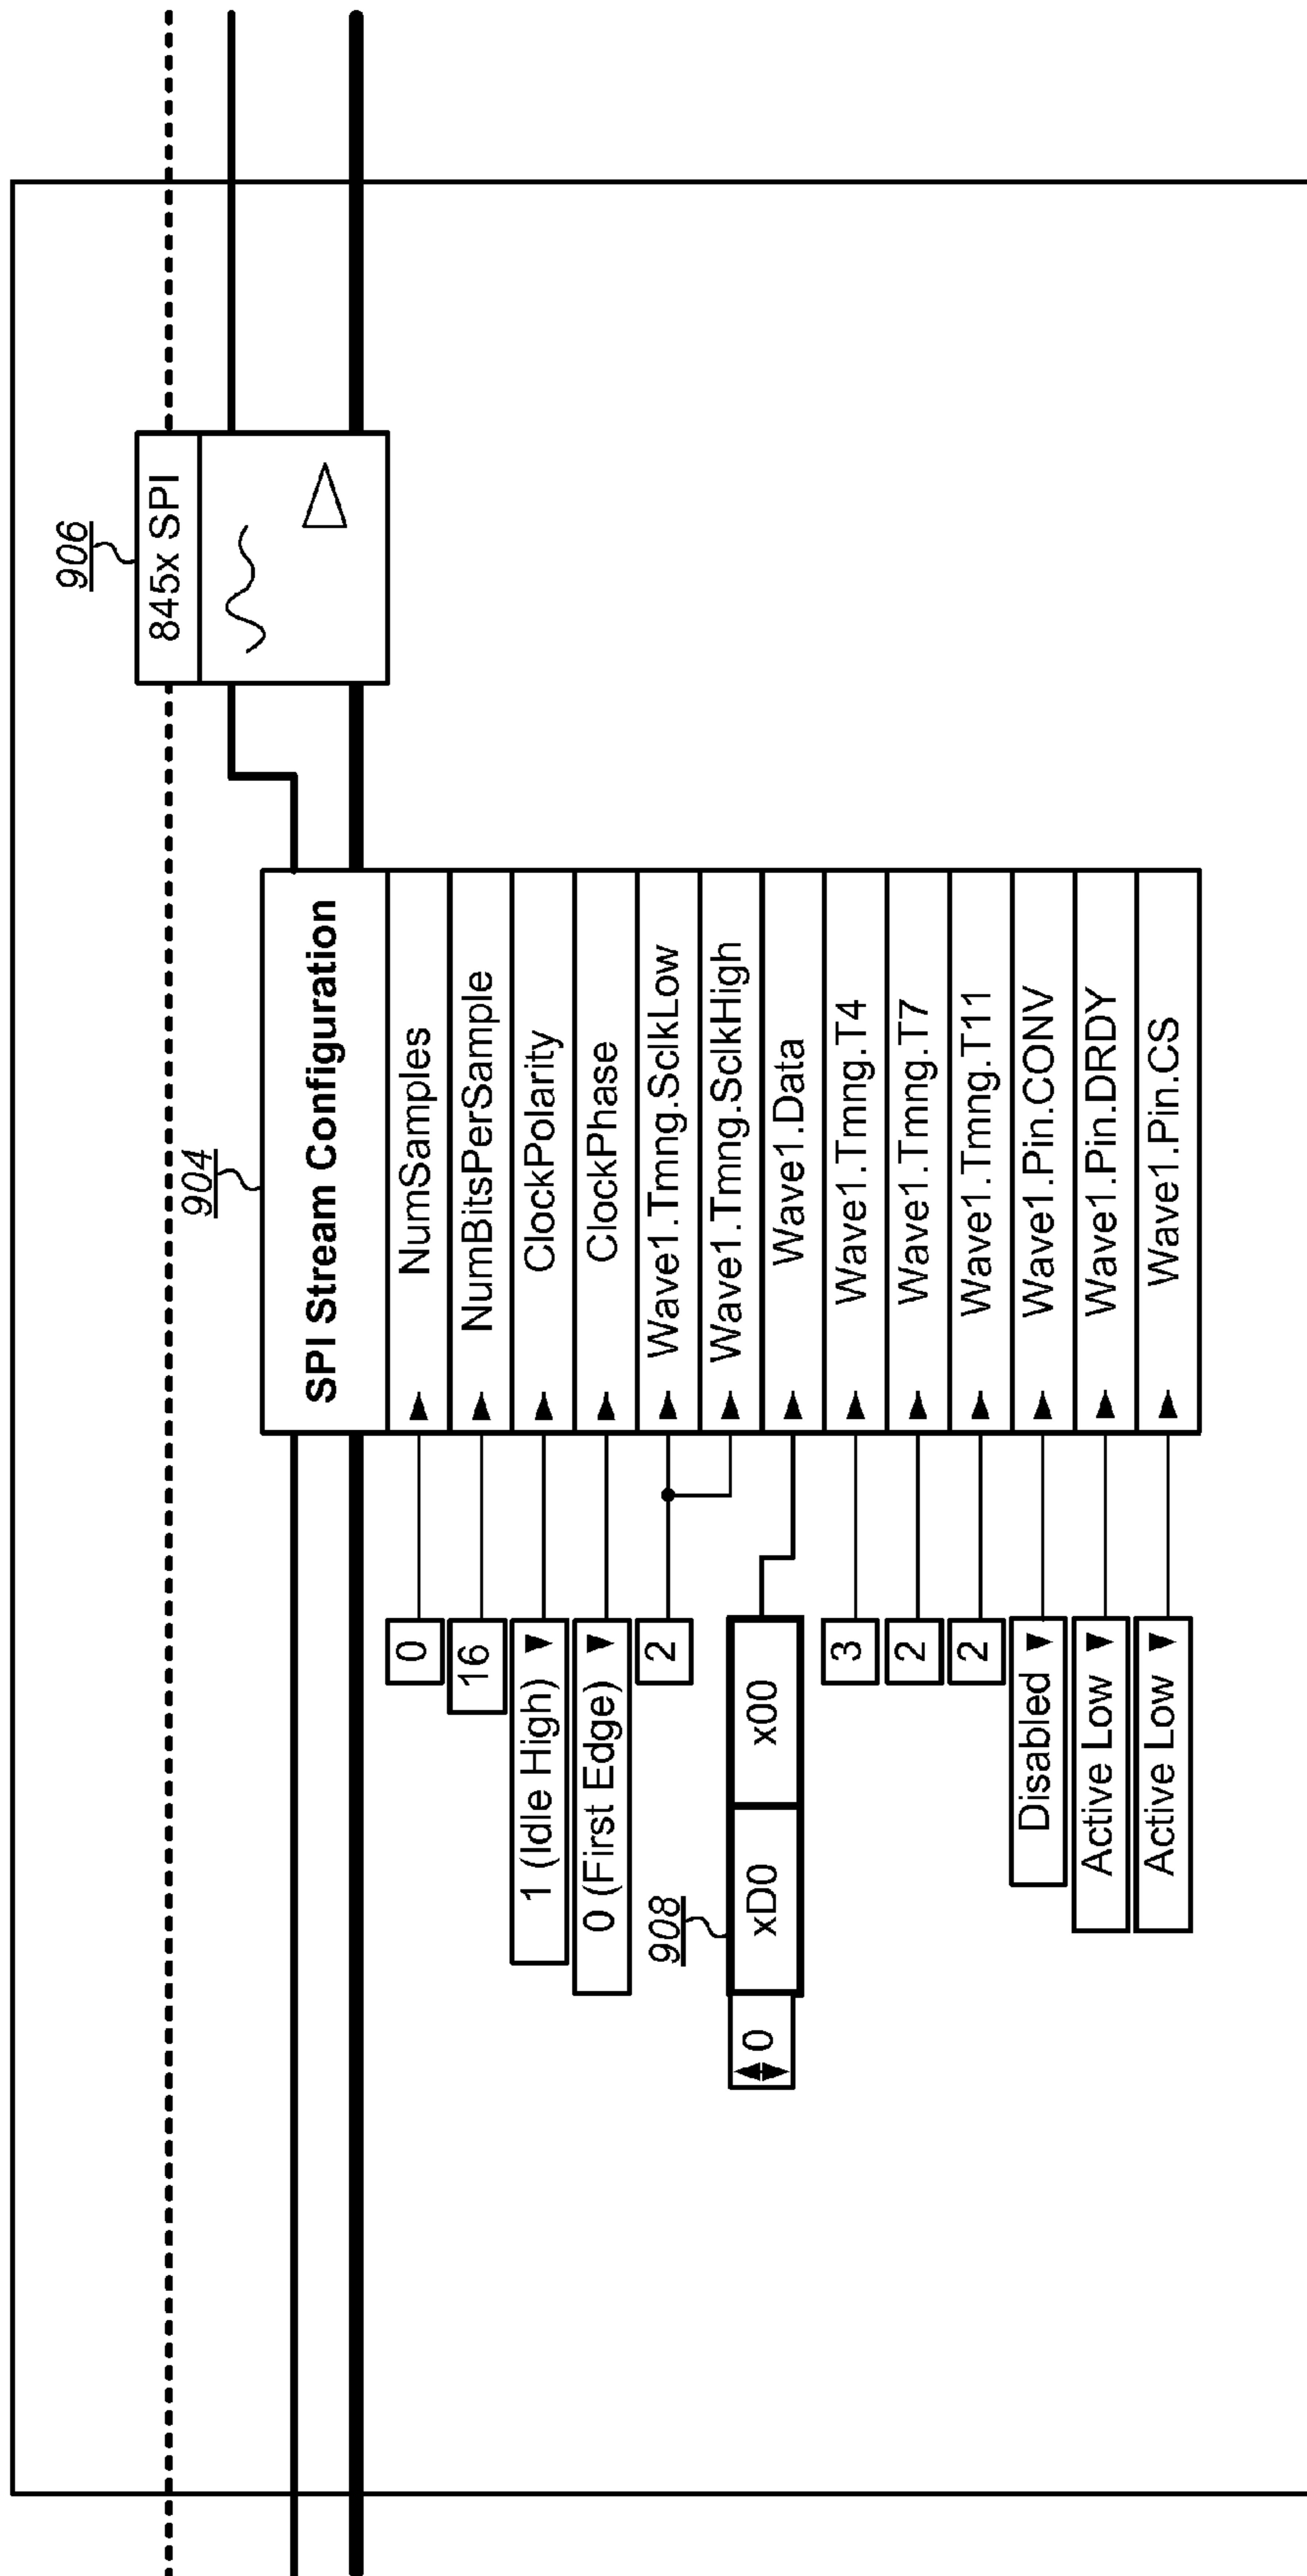 906
845x SPI
904
SPI Stream Configuration
0
NumSamples
16
NumBitsPerSample
1 (Idle High)
ClockPolarity
0 (First Edge)
ClockPhase
2
Wave1.Tmng.SclkLow
Wave1.Tmng.SclkHigh
908
0
xD0
x00
Wave1.Data
3
Wave1.Tmng.T4
2
Wave1.Tmng.T7
2
Wave1.Tmng.T11
Disabled
Wave1.Pin.CONV
Active Low
Wave1.Pin.DRDY
Active Low
Wave1.Pin.CS